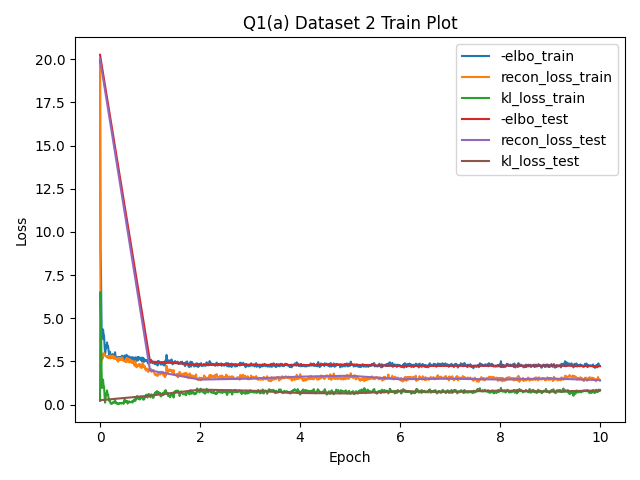 Q1(a) Dataset 2 Train Plot
20.0
17.5
15.0
12.5
10.0
7.5
5.0
2.5
0.0
Loss
-elbo_train
recon_loss_train
kl_loss_train
-elbo_test
recon_loss_test
kl_loss_test
0 2 4 6 8 10
Epoch